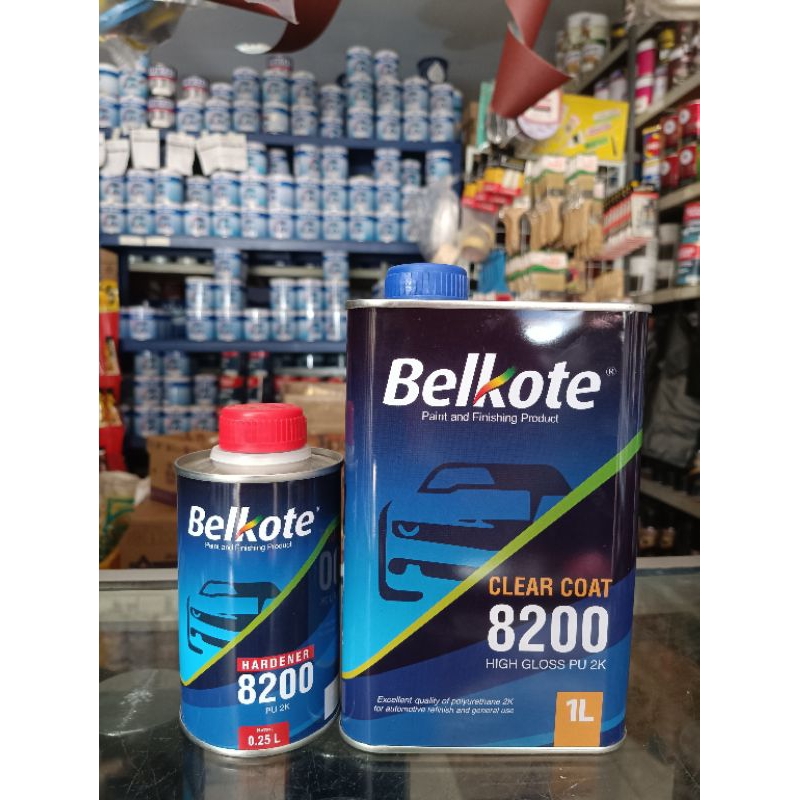 Belkote®
Paint and Finishing Product
CLEAR COAT
8200
HIGH GLOSS PU 2K
Excellent quality of polyurethane 2K
for automotive refinish and general use
1L
Belkote
Paint and Finishing Product
HARDENER
8200
PU 2K
Netto:
0.25 L